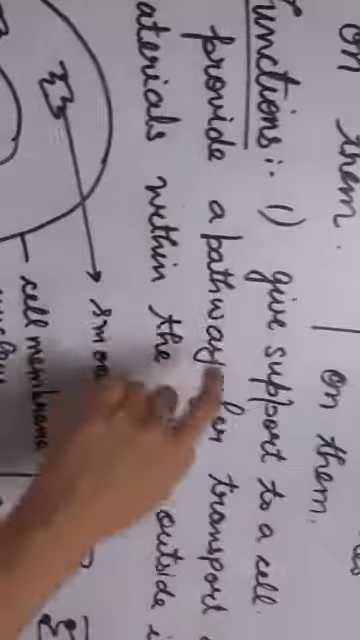 on them. | on them.
Functions:- 1) give support to a cell.
provide a pathway for transport
aterials within the outside
cell membrane